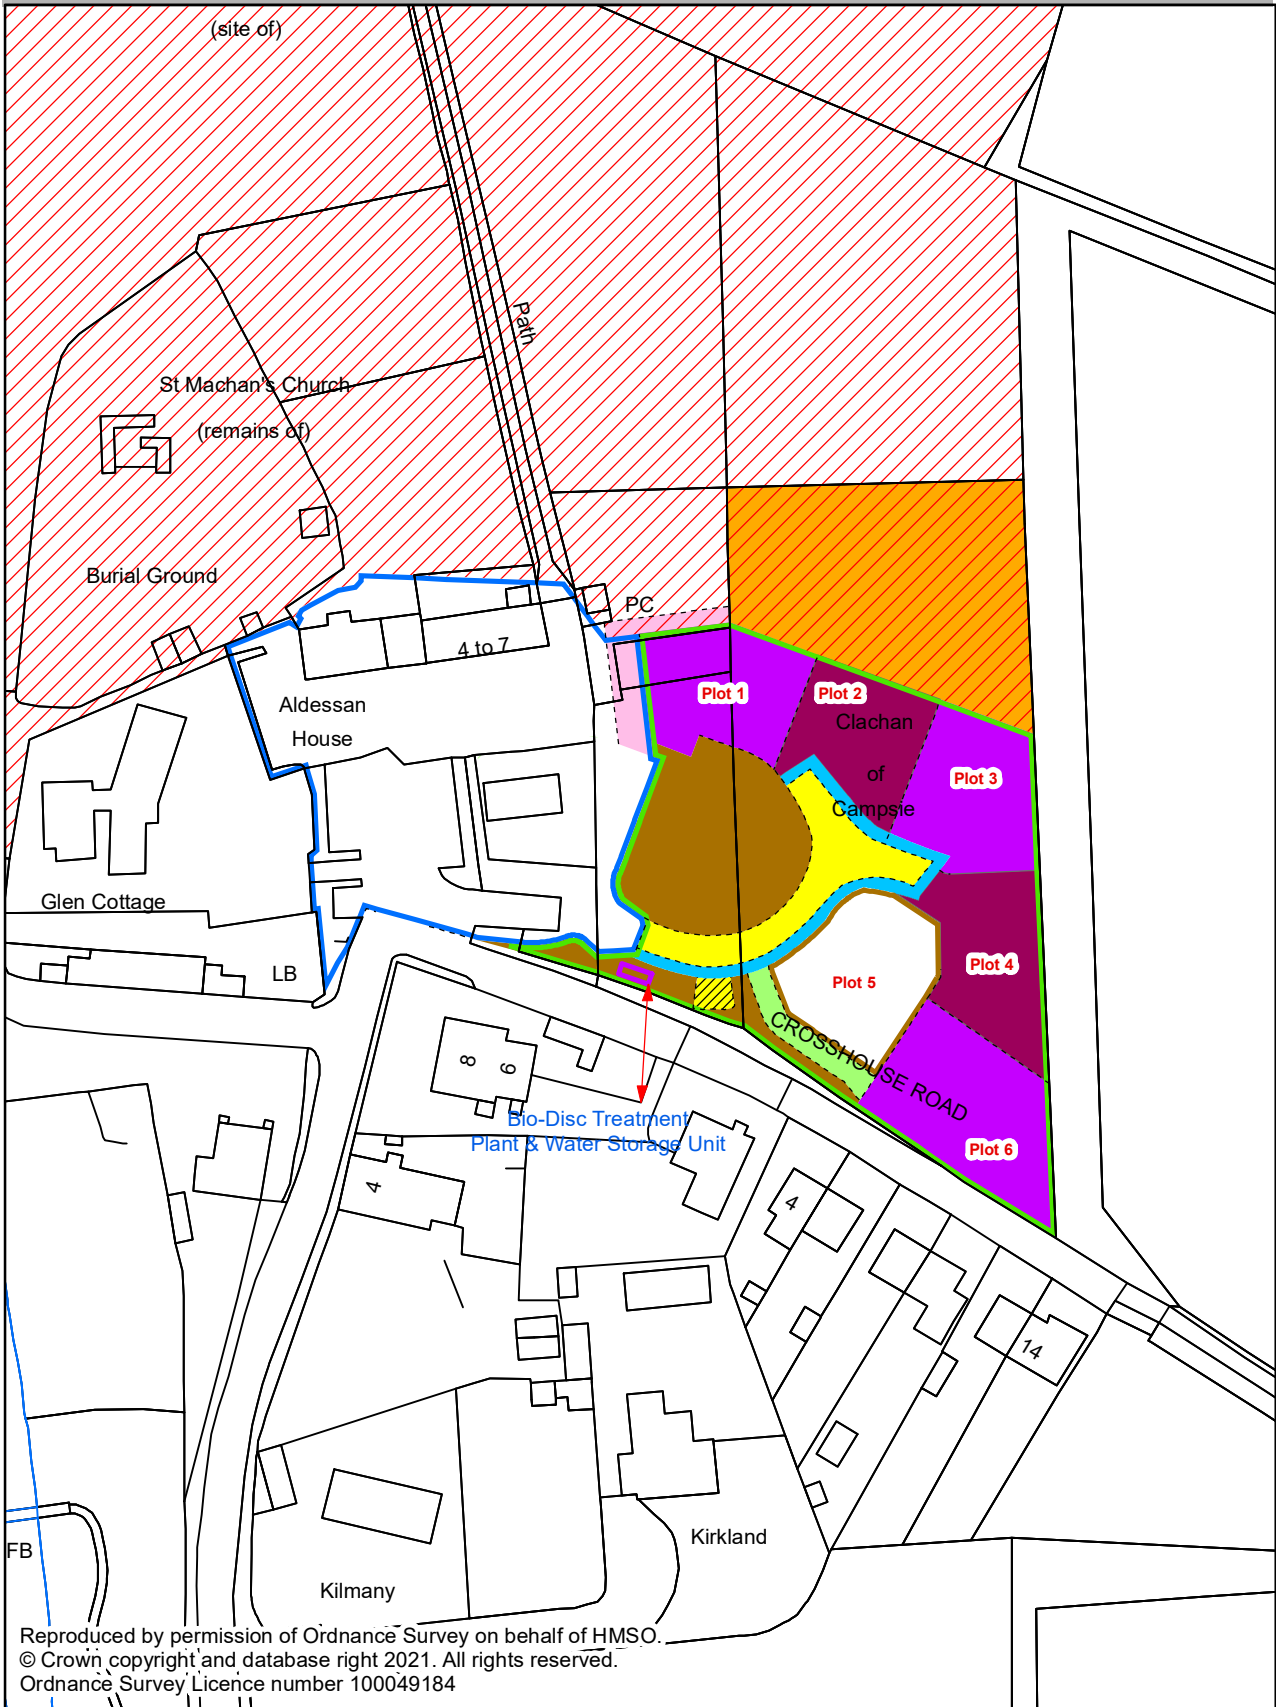 (site of)
Path
St Machan's Church
(remains of)
Burial Ground
PC
4 to 7
Plot 1
Plot 2
Aldessan
House
Clachan
of
Campsie
Plot 3
Glen Cottage
LB
Plot 4
Plot 5
CROSSHOUSE ROAD
8
6
Bio-Disc Treatment
Plant & Water Storage Unit
Plot 6
4
4
14
Kirkland
FB
Kilmany
Reproduced by permission of Ordnance Survey on behalf of HMSO.
© Crown copyright and database right 2021. All rights reserved.
Ordnance Survey Licence number 100049184